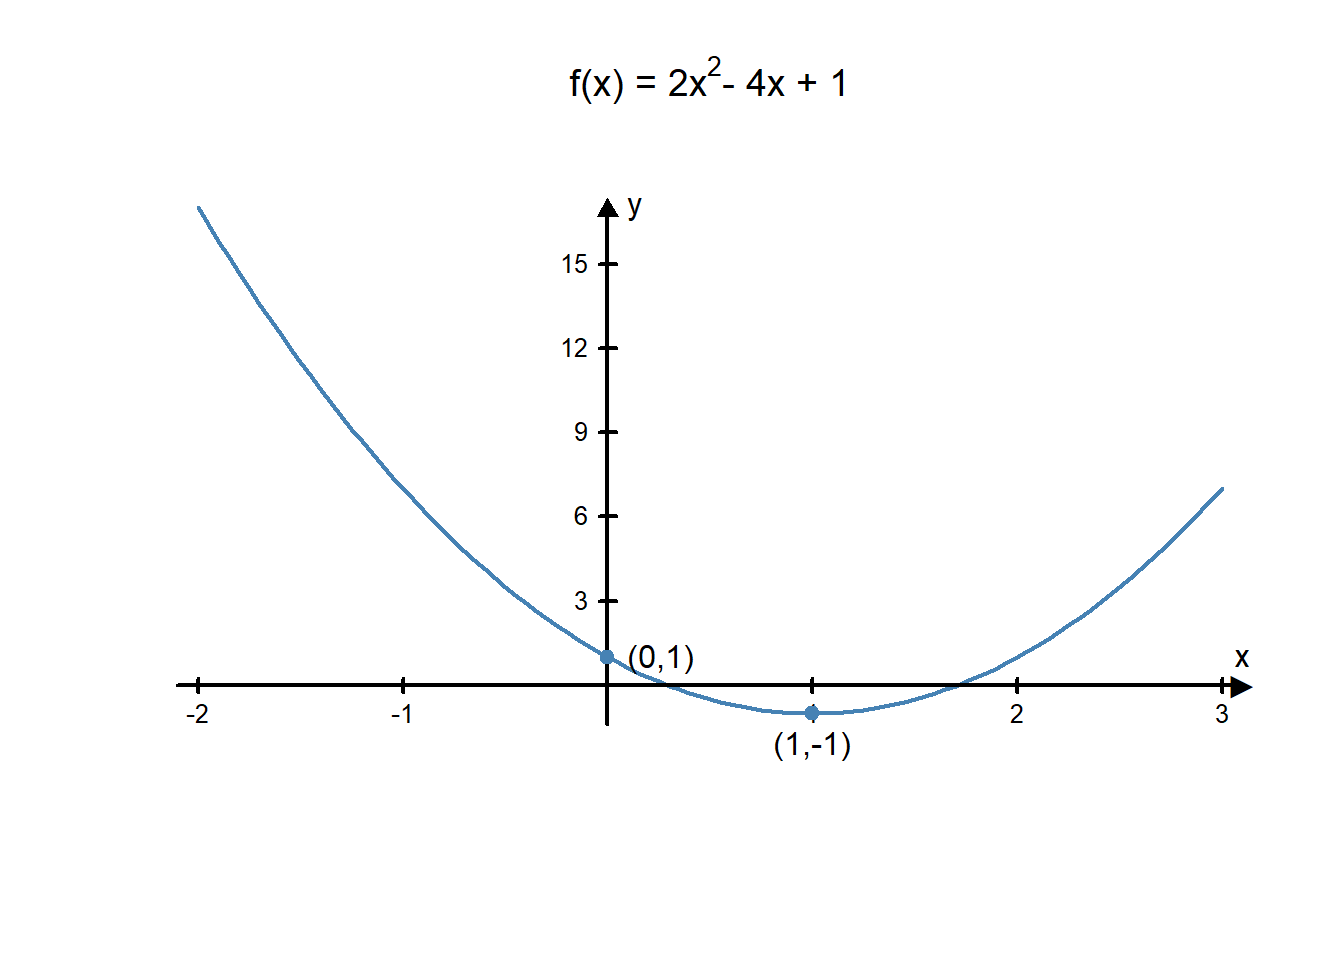 f(x) = 2x²- 4x + 1
y
15
12
9
6
3
(0,1)
x
-2 -1 2 3
(1,-1)